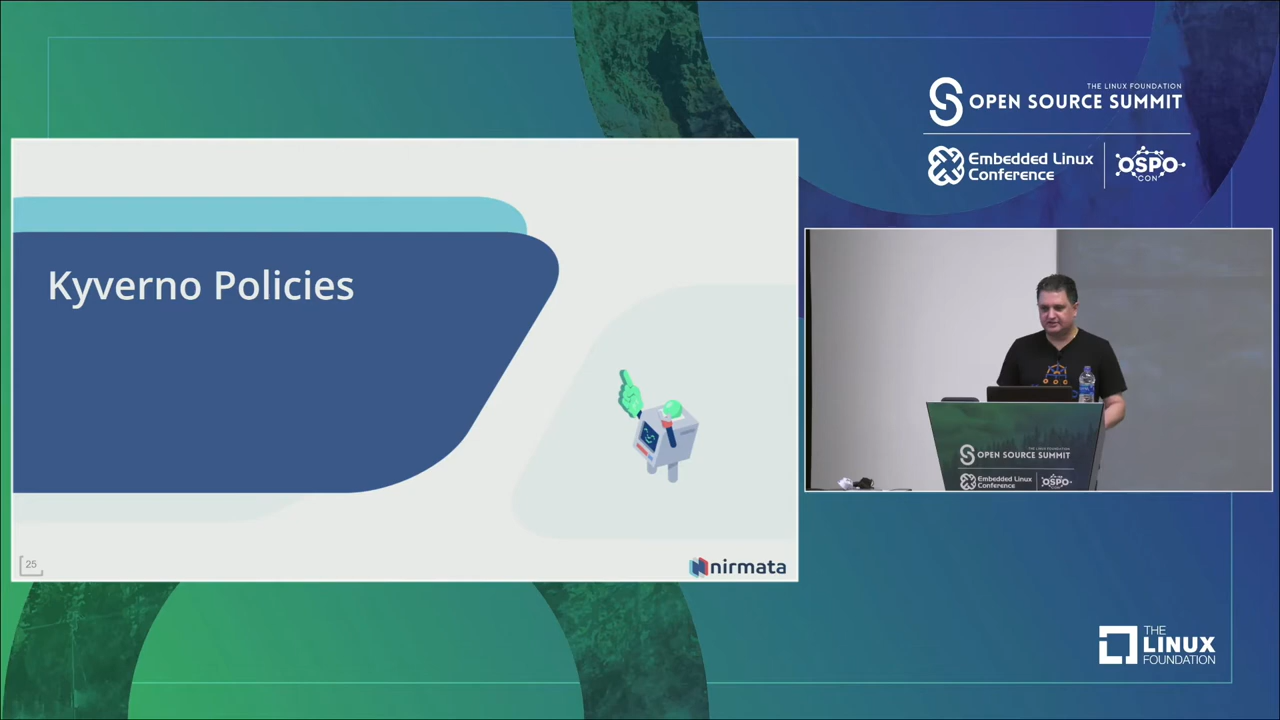 THE LINUX FOUNDATION
OPEN SOURCE SUMMIT
Embedded Linux
Conference
OSPO
CON
Kyverno Policies
25
nirmata
OPEN SOURCE SUMMIT
Embedded Linux
Conference
OSPO
THE
LINUX
FOUNDATION